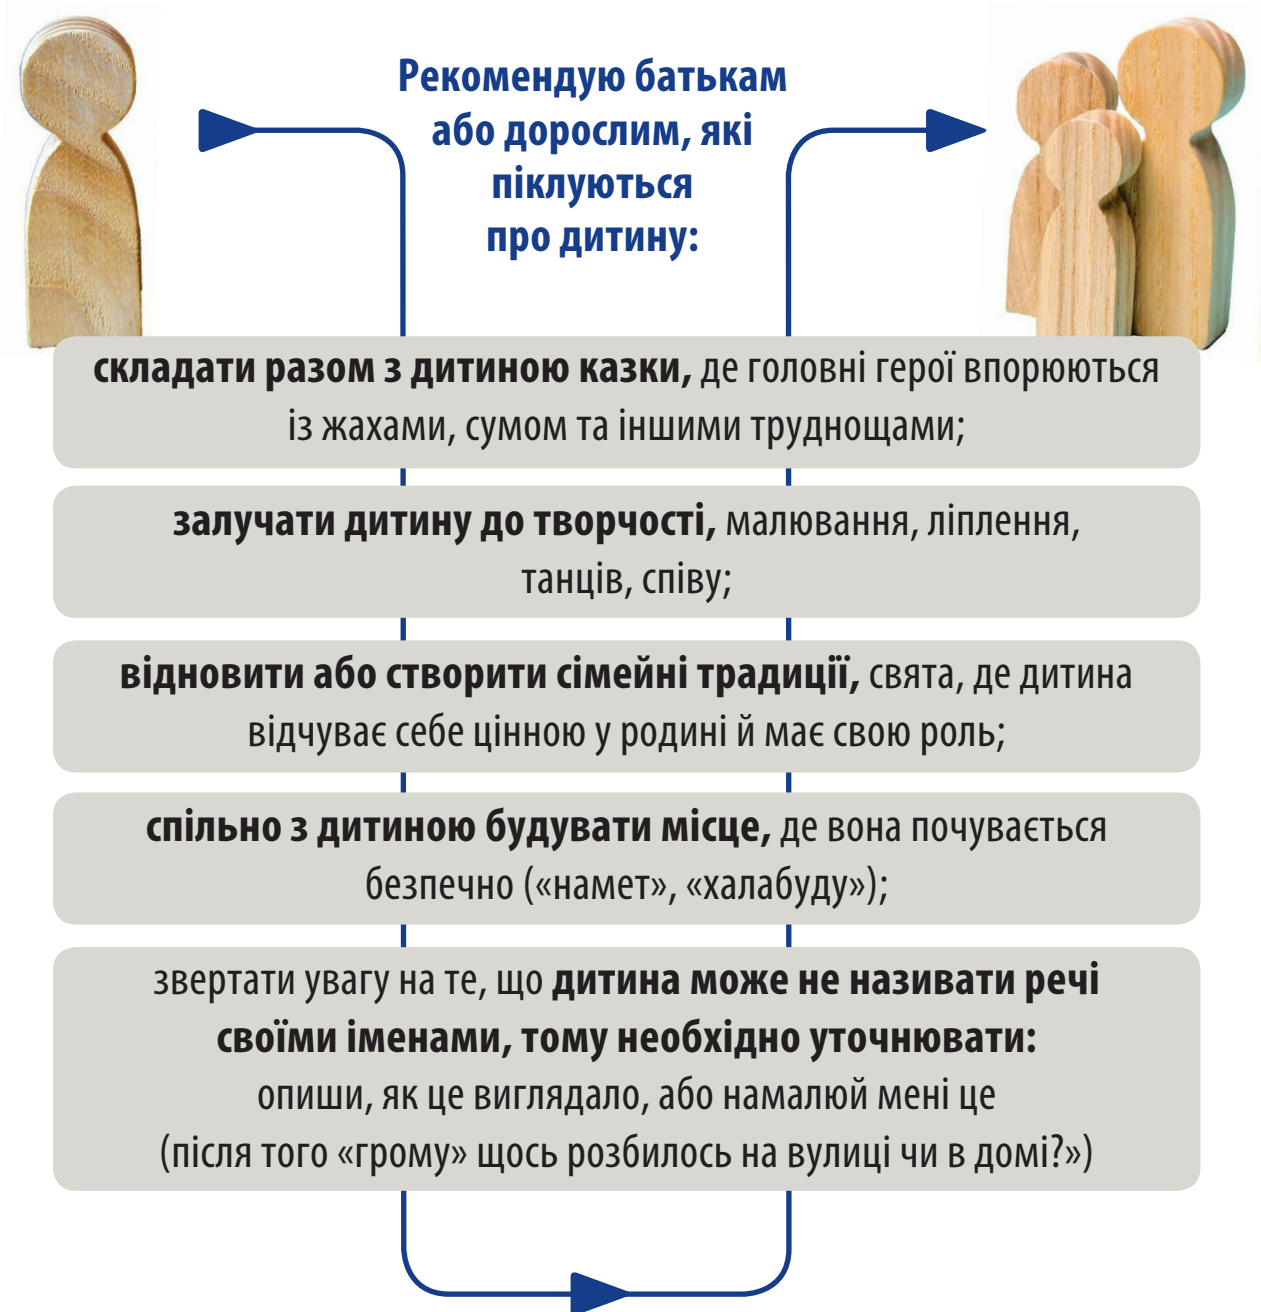 Рекомендую батькам
або дорослим, які
піклуються
про дитину:
складати разом з дитиною казки, де головні герої впорюються
із жахами, сумом та іншими труднощами;
залучати дитину до творчості, малювання, ліплення,
танців, співу;
відновити або створити сімейні традиції, свята, де дитина
відчуває себе цінною у родині й має свою роль;
спільно з дитиною будувати місце, де вона почувається
безпечно («намет», «халабуду»);
звертати увагу на те, що дитина може не називати речі
своїми іменами, тому необхідно уточнювати:
опиши, як це виглядало, або намалюй мені це
(після того «грому» щось розбилось на вулиці чи в домі?»)